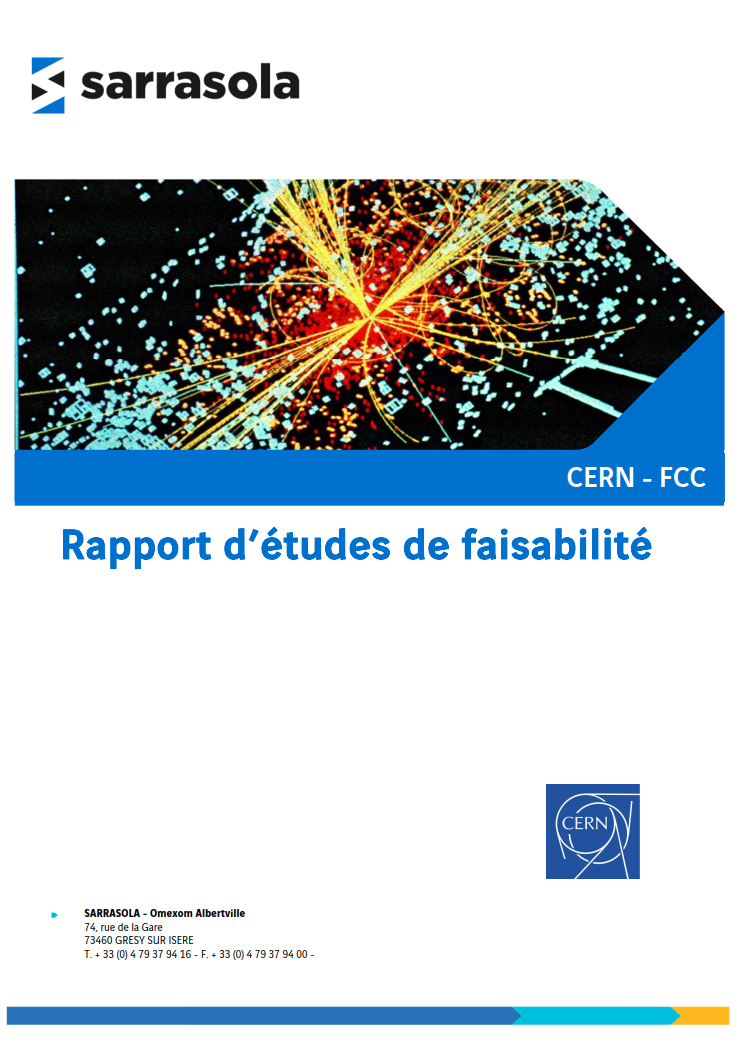 sarrasola
CERN - FCC
Rapport d’études de faisabilité
CERN
SARRASOLA - Omexom Albertville
74, rue de la Gare
73460 GRESY SUR ISERE
T. + 33 (0) 4 79 37 94 16 - F. + 33 (0) 4 79 37 94 00 -